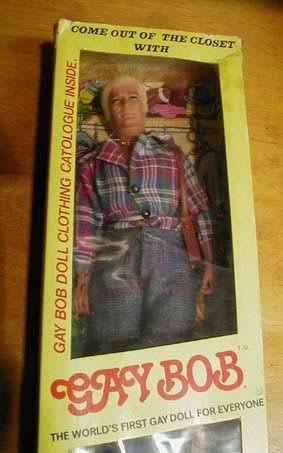 COME OUT OF THE CLOSET
WITH
GAY BOB DOLL CLOTHING CATOLOGUE INSIDE.
GAY BOB T.M.
THE WORLD'S FIRST GAY DOLL FOR EVERYONE